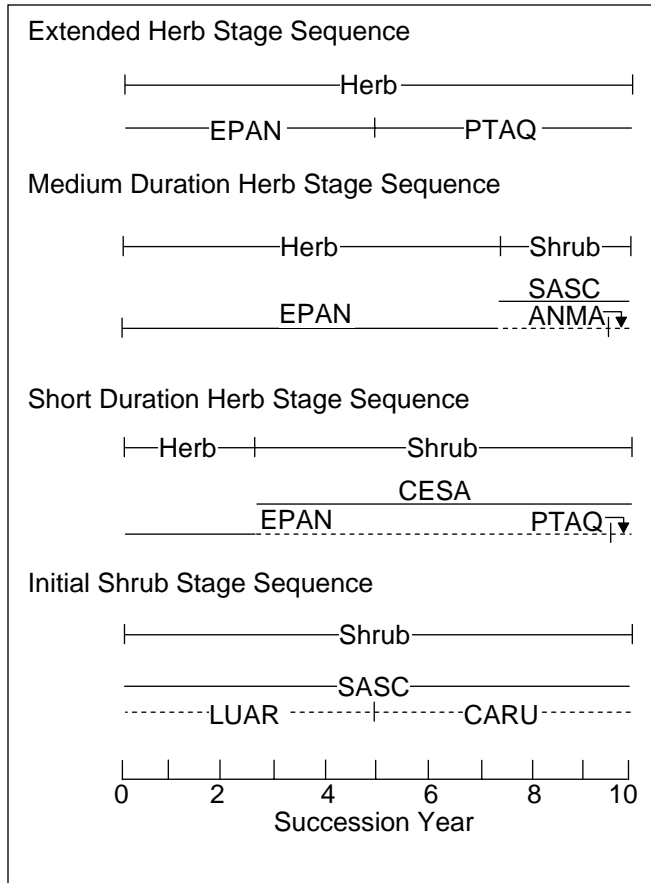 Extended Herb Stage Sequence
Herb
EPAN PTAQ
Medium Duration Herb Stage Sequence
Herb Shrub
SASC
EPAN ANMA
Short Duration Herb Stage Sequence
Herb Shrub
CESA
EPAN PTAQ
Initial Shrub Stage Sequence
Shrub
SASC
LUAR CARU
0 2 4 6 8 10
Succession Year